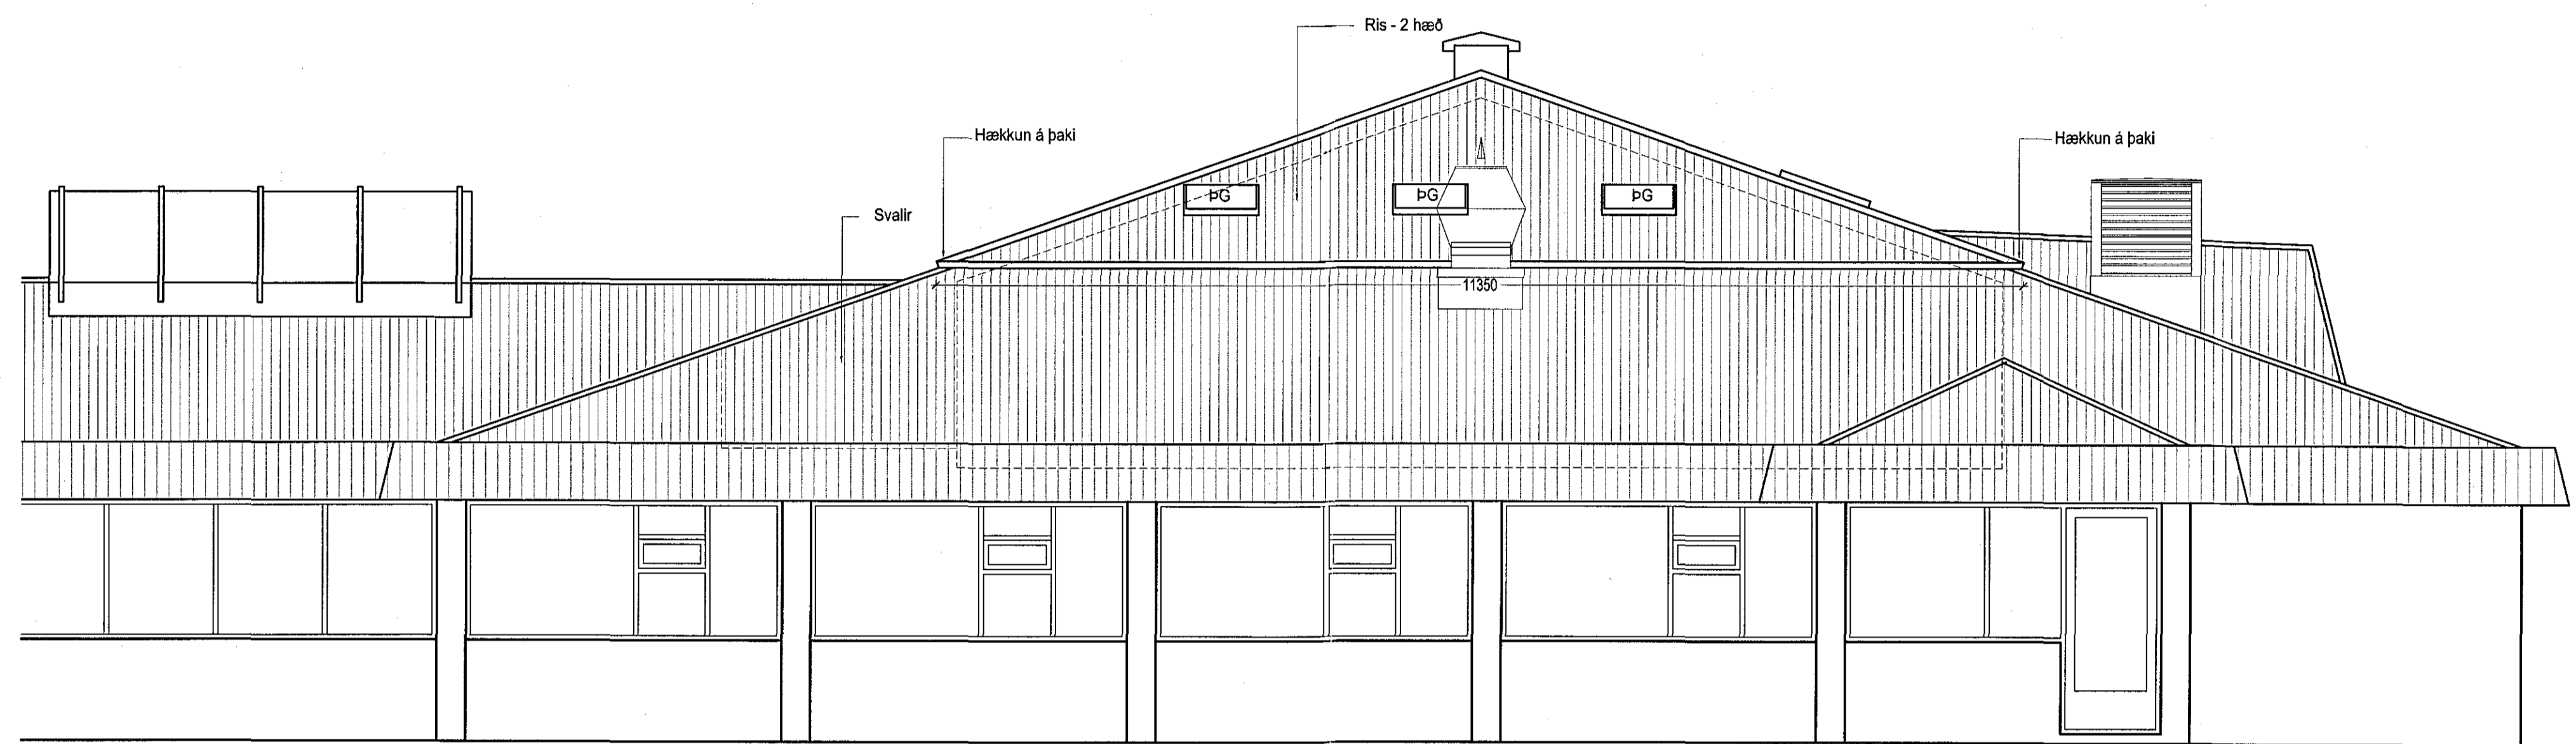 Ris - 2 hæð
Hækkun á þaki
Hækkun á þaki
ÞG
ÞG
ÞG
Svalir
11350